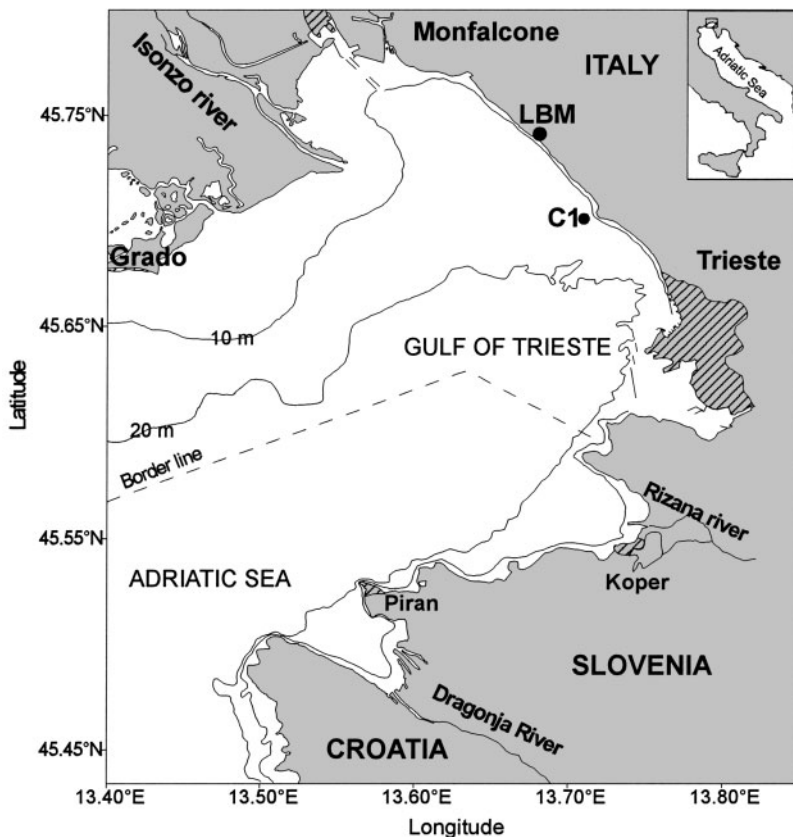 Monfalcone
ITALY
Adriatic Sea
Isonzo river
45.75°N
LBM
C1
Grado
Trieste
45.65°N
10 m
GULF OF TRIESTE
Latitude
20 m
Border line
Rizana river
45.55°N
ADRIATIC SEA
Koper
Piran
SLOVENIA
Dragonja River
CROATIA
45.45°N
13.40°E 13.50°E 13.60°E 13.70°E 13.80°E
Longitude